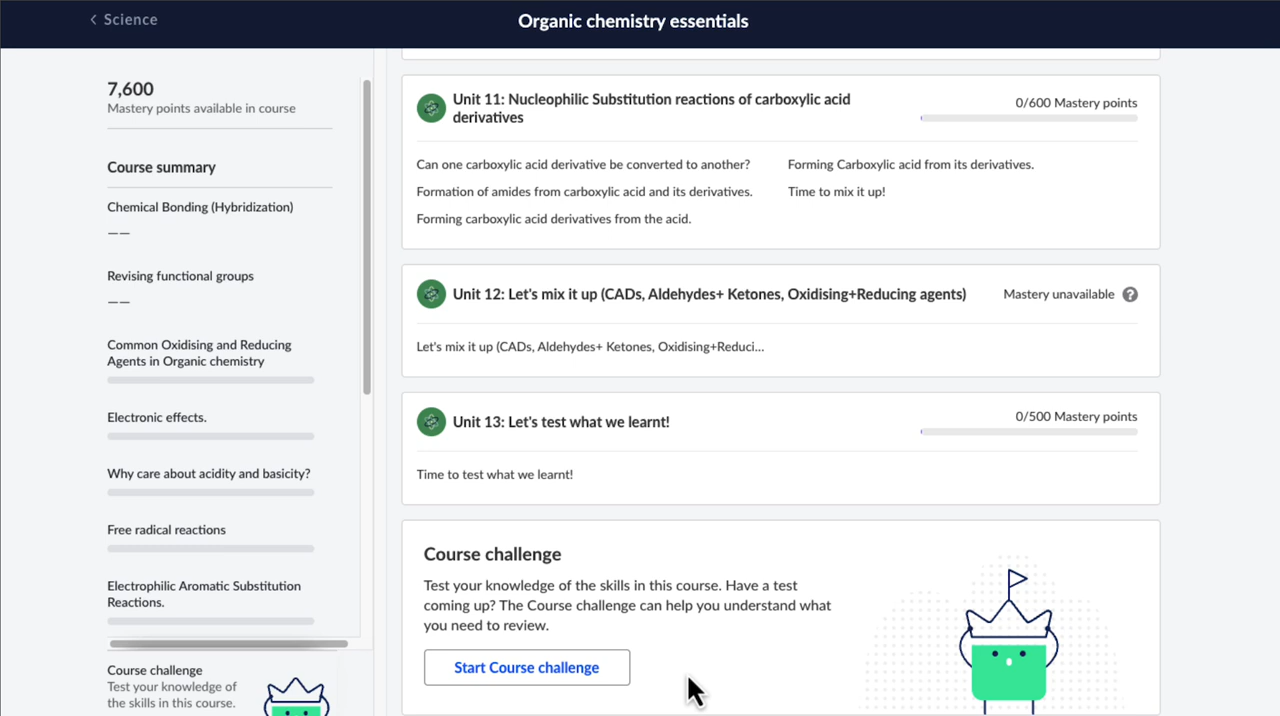 Science
Organic chemistry essentials
7,600
Mastery points available in course
Course summary
Chemical Bonding (Hybridization)
——
Revising functional groups
——
Common Oxidising and Reducing
Agents in Organic chemistry
Electronic effects.
Why care about acidity and basicity?
Free radical reactions
Electrophilic Aromatic Substitution
Reactions.
Course challenge
Test your knowledge of
the skills in this course.
Unit 11: Nucleophilic Substitution reactions of carboxylic acid
derivatives
0/600 Mastery points
Can one carboxylic acid derivative be converted to another?
Formation of amides from carboxylic acid and its derivatives.
Forming carboxylic acid derivatives from the acid.
Forming Carboxylic acid from its derivatives.
Time to mix it up!
Unit 12: Let's mix it up (CADs, Aldehydes+ Ketones, Oxidising+Reducing agents)
Mastery unavailable ?
Let's mix it up (CADs, Aldehydes+ Ketones, Oxidising+Reduci...
Unit 13: Let's test what we learnt!
0/500 Mastery points
Time to test what we learnt!
Course challenge
Test your knowledge of the skills in this course. Have a test
coming up? The Course challenge can help you understand what
you need to review.
Start Course challenge